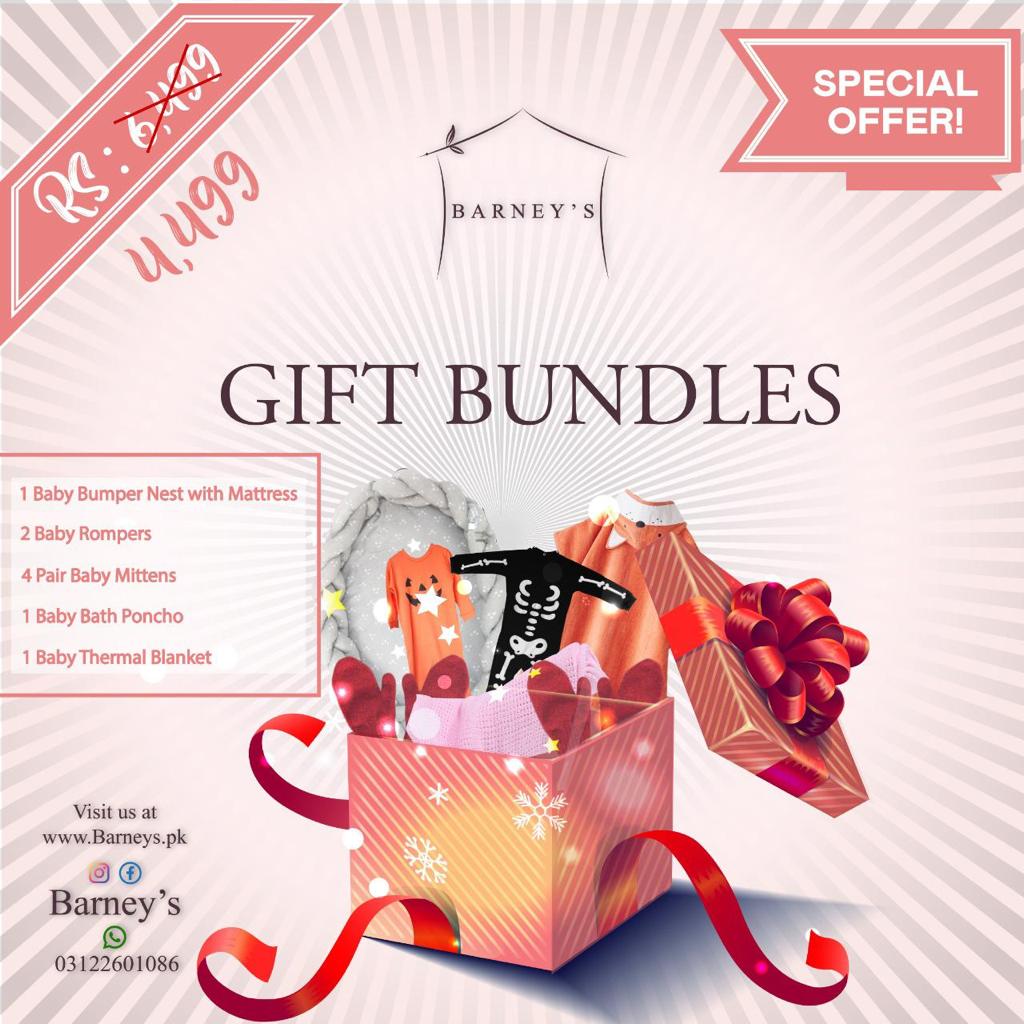 RS: 6,499
4,499
SPECIAL
OFFER!
BARNEY'S
GIFT BUNDLES
1 Baby Bumper Nest with Mattress
2 Baby Rompers
4 Pair Baby Mittens
1 Baby Bath Poncho
1 Baby Thermal Blanket
Visit us at
www.Barneys.pk
Barney's
03122601086